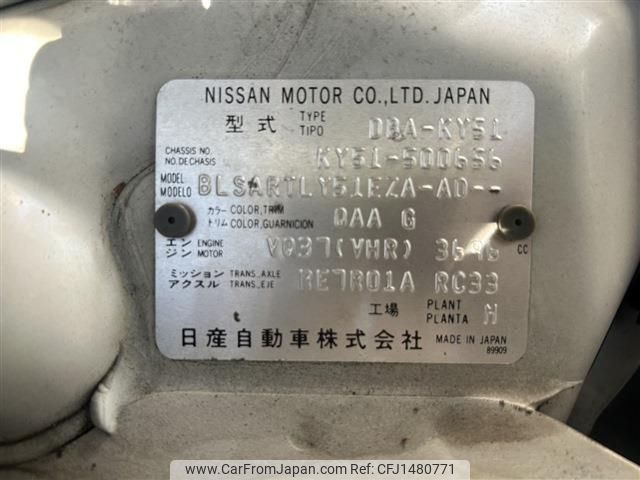 NISSAN MOTOR CO.,LTD. JAPAN
型式 TYPE TIPO DBA-KY51
CHASSIS NO. NO. DE CHASIS KY51-500656
MODEL MODELO BLSARTLY51EZA-AD--
カラー トリム COLOR,TRIM COLOR,GUARNICION QAA G
エンジン ENGINE MOTOR VQ37(VHR) 3696 CC
ミッション アクスル TRANS.,AXLE TRANS.,EJE RE7R01A RC33
工場 PLANT PLANTA
日産自動車株式会社 MADE IN JAPAN
89909
www.carfromjapan.com CAR FROM JAPAN CFJ1480771